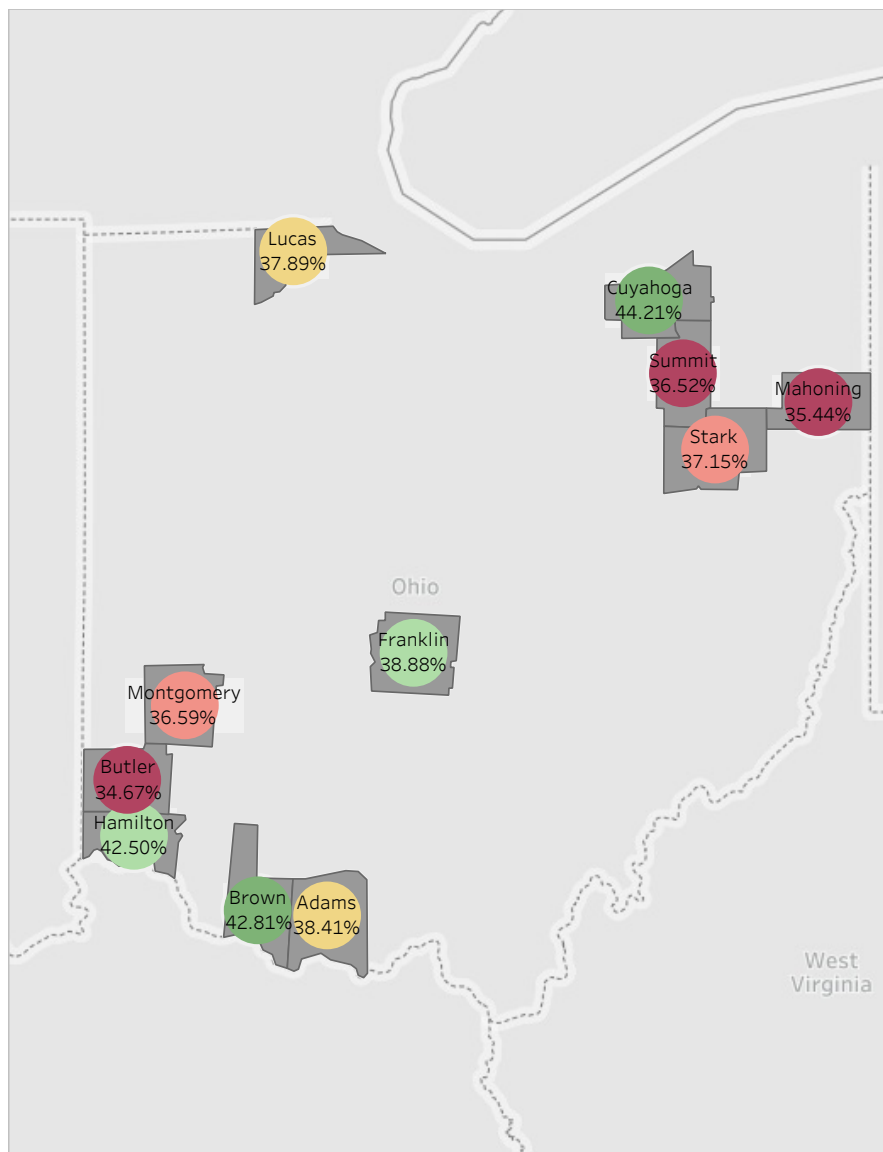 Lucas
37.89%
Cuyahoga
44.21%
Summit
36.52%
Mahoning
35.44%
Stark
37.15%
Ohio
Franklin
38.88%
Montgomery
36.59%
Butler
34.67%
Hamilton
42.50%
Brown
42.81%
Adams
38.41%
West
Virginia